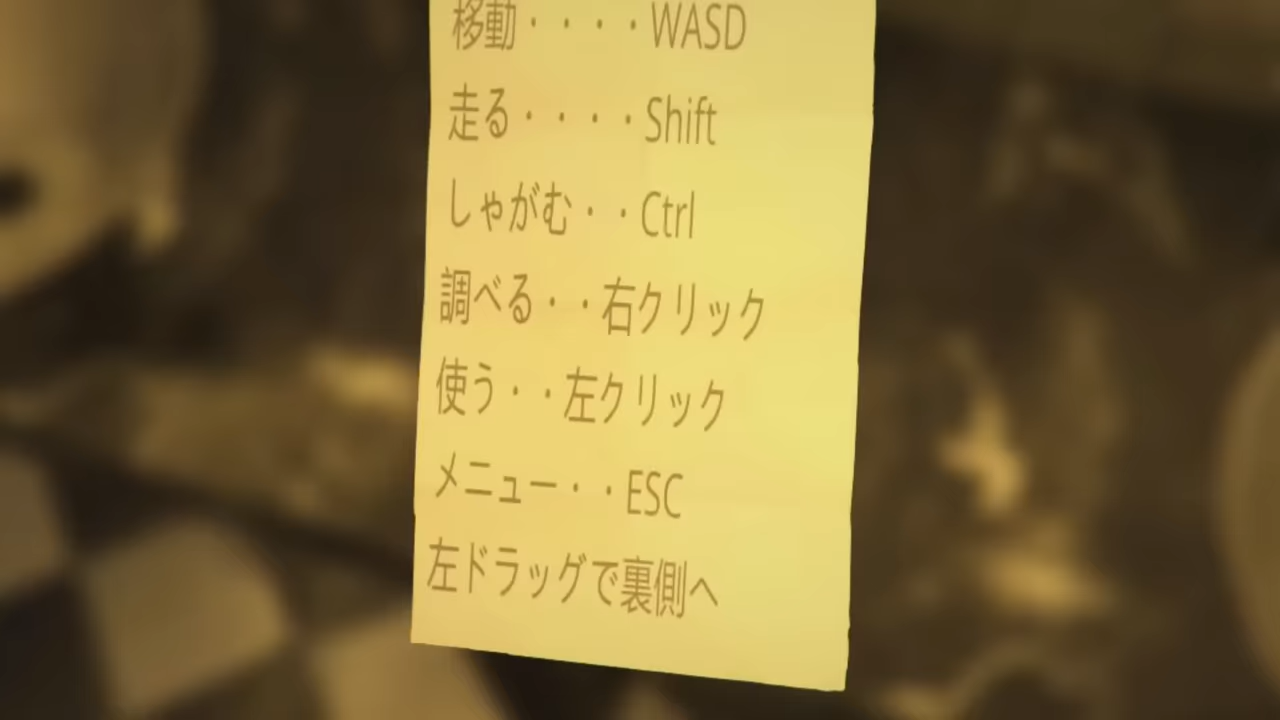 移動・・・・WASD
走る・・・・Shift
しゃがむ・・Ctrl
調べる・・右クリック
使う・・左クリック
メニュー・・ESC
左ドラッグで裏側へ